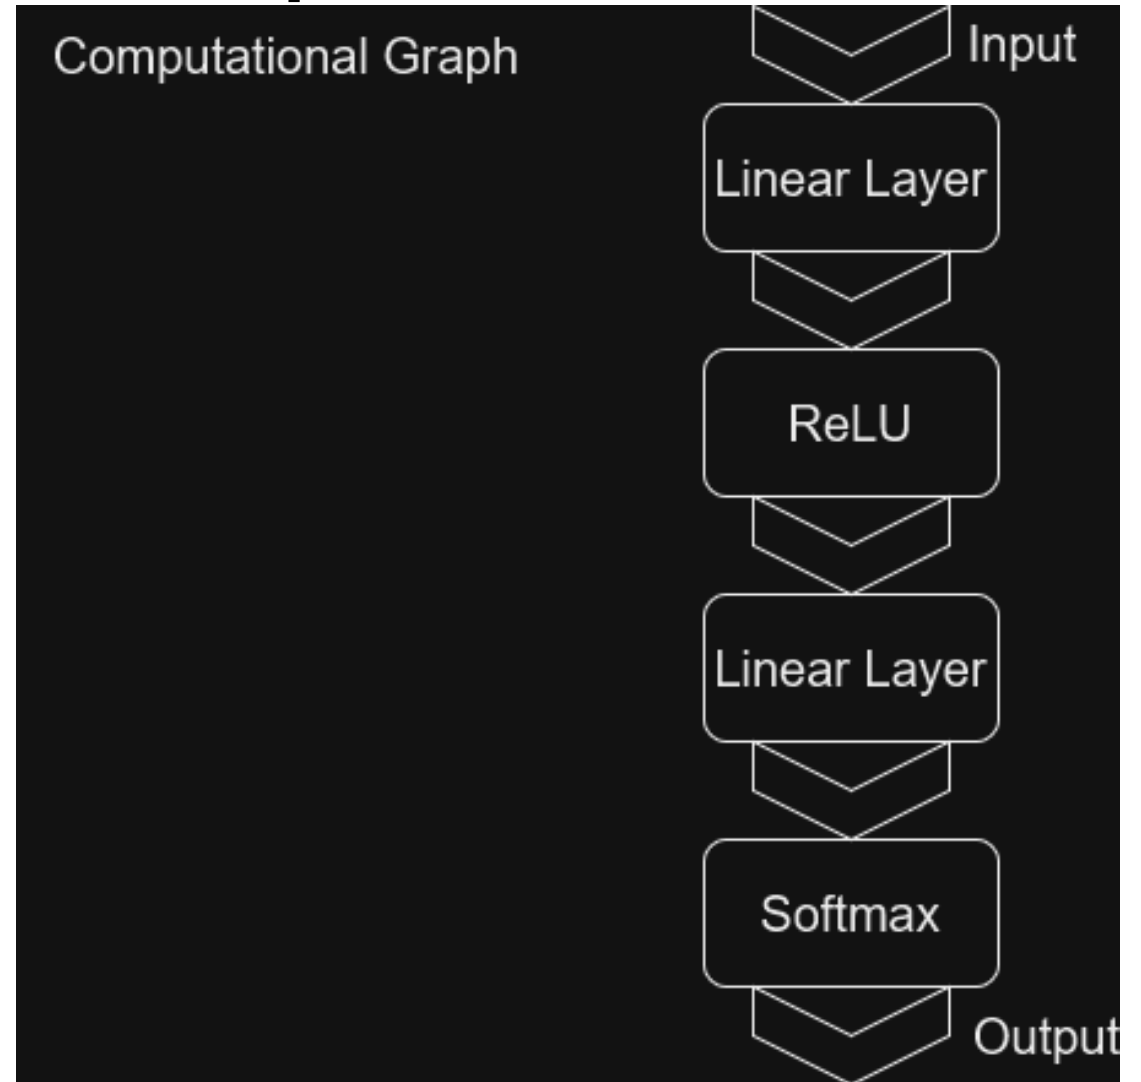 Computational Graph
Input
Linear Layer
ReLU
Linear Layer
Softmax
Output